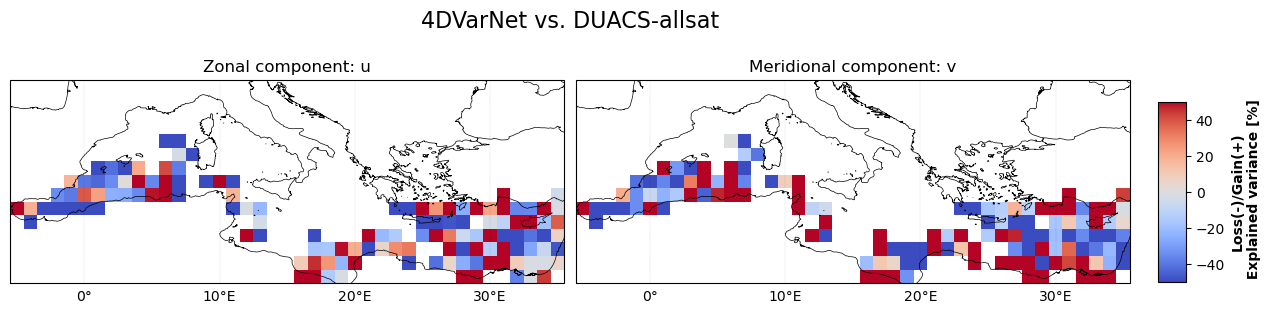 4DVarNet vs. DUACS-allsat
Zonal component: u
Meridional component: v
0°
10°E
20°E
30°E
0°
10°E
20°E
30°E
40
20
0
−20
−40
Loss(-)/Gain(+)
Explained variance [%]